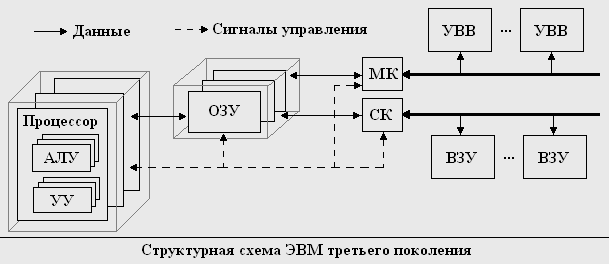 Данные
Сигналы управления
УВВ ... УВВ
МК
ОЗУ
СК
Процессор
АЛУ
УУ
ВЗУ ... ВЗУ
Структурная схема ЭВМ третьего поколения